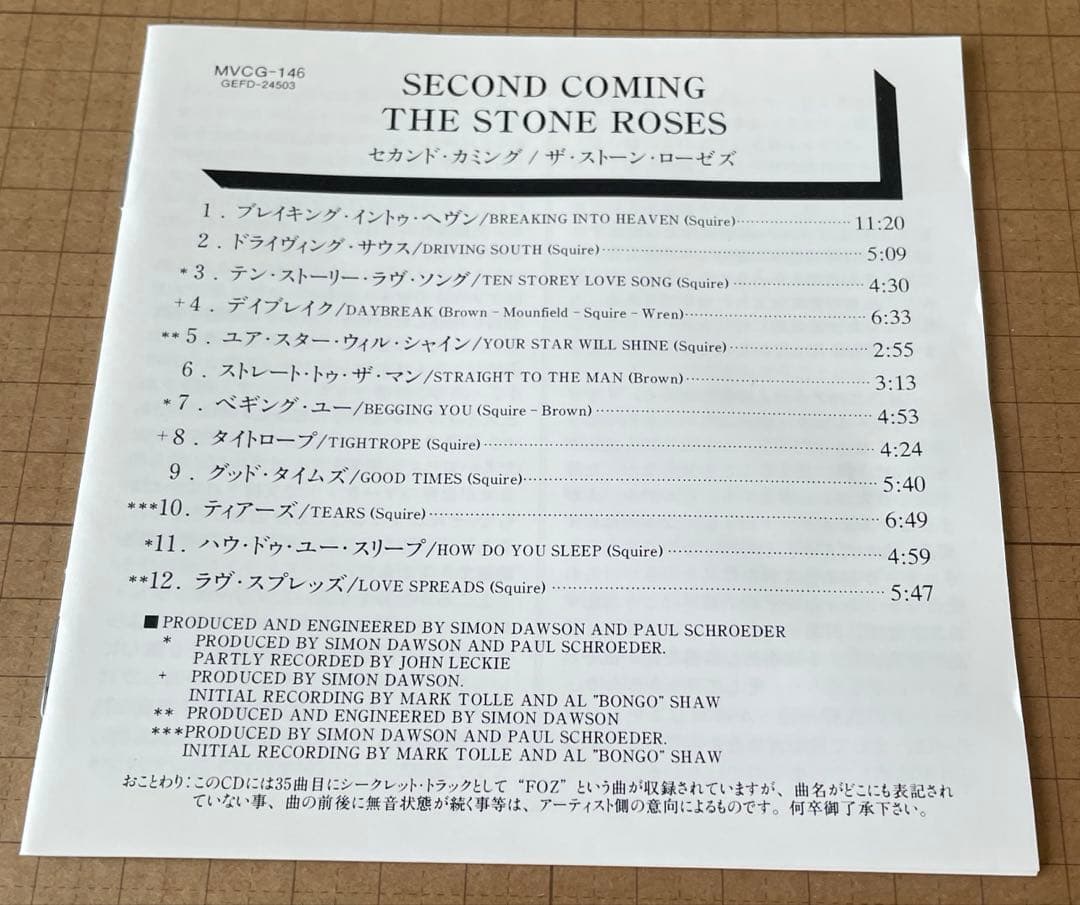 MVCG-146
GEFD-24503
SECOND COMING
THE STONE ROSES
セカンド・カミング / ザ・ストーン・ローゼズ
1. ブレイキング・イントゥ・ヘヴン/BREAKING INTO HEAVEN (Squire) 11:20
2. ドライヴィング・サウス/DRIVING SOUTH (Squire) 5:09
*3. テン・ストーリー・ラヴ・ソング/TEN STOREY LOVE SONG (Squire) 4:30
+4. デイブレイク/DAYBREAK (Brown - Mounfield - Squire - Wren) 6:33
**5. ユア・スター・ウィル・シャイン/YOUR STAR WILL SHINE (Squire) 2:55
6. ストレート・トゥ・ザ・マン/STRAIGHT TO THE MAN (Brown) 3:13
*7. ベギング・ユー/BEGGING YOU (Squire - Brown) 4:53
+8. タイトロープ/TIGHTROPE (Squire) 4:24
9. グッド・タイムズ/GOOD TIMES (Squire) 5:40
***10. ティアーズ/TEARS (Squire) 6:49
*11. ハウ・ドゥ・ユー・スリープ/HOW DO YOU SLEEP (Squire) 4:59
**12. ラヴ・スプレッズ/LOVE SPREADS (Squire) 5:47
■PRODUCED AND ENGINEERED BY SIMON DAWSON AND PAUL SCHROEDER
* PRODUCED BY SIMON DAWSON AND PAUL SCHROEDER.
PARTLY RECORDED BY JOHN LECKIE
+ PRODUCED BY SIMON DAWSON.
INITIAL RECORDING BY MARK TOLLE AND AL "BONGO" SHAW
** PRODUCED AND ENGINEERED BY SIMON DAWSON
***PRODUCED BY SIMON DAWSON AND PAUL SCHROEDER.
INITIAL RECORDING BY MARK TOLLE AND AL "BONGO" SHAW
おことわり：このCDには35曲目にシークレット・トラックとして“FOZ”という曲が収録されていますが、曲名がどこにも表記され
ていない事、曲の前後に無音状態が続く事等は、アーティスト側の意向によるものです。何卒御了承下さい。